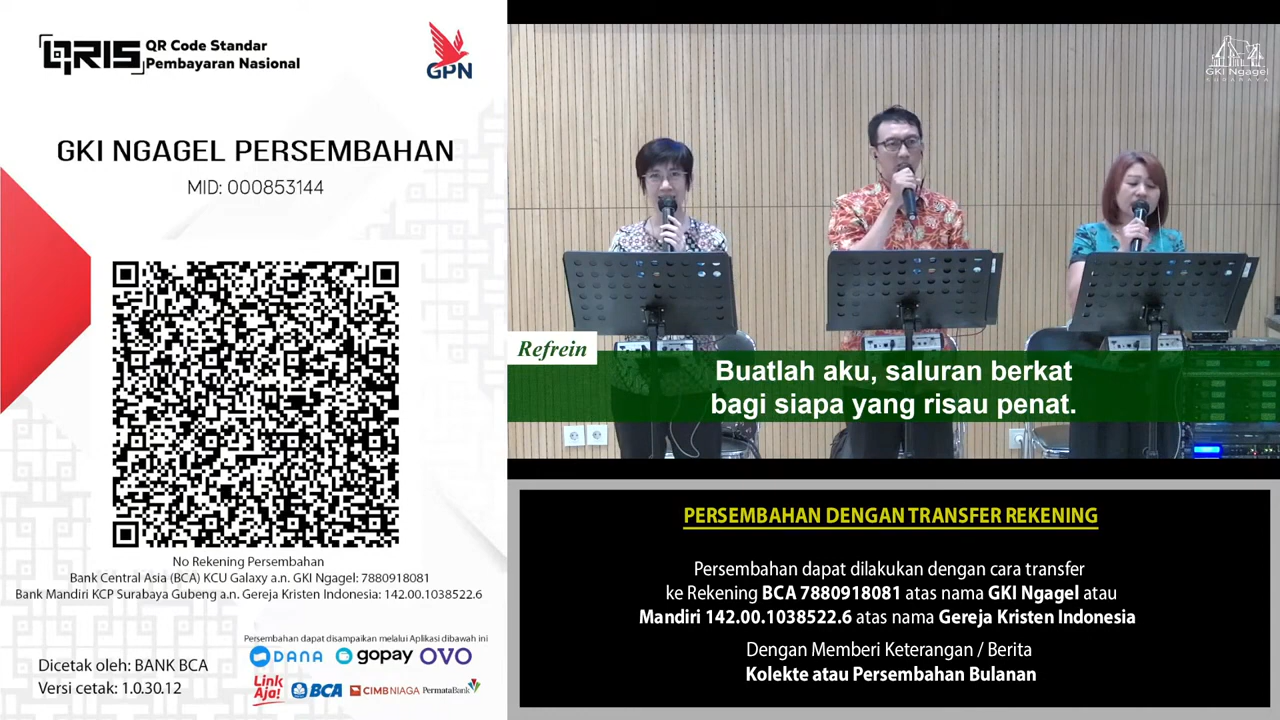 QRIS
QR Code Standar
Pembayaran Nasional
GPN
GKI NGAGEL PERSEMBAHAN
MID: 000853144
No Rekening Persembahan
Bank Central Asia (BCA) KCU Galaxy a.n. GKI Ngagel: 7880918081
Bank Mandiri KCP Surabaya Gubeng a.n. Gereja Kristen Indonesia: 142.00.1038522.6
Persembahan dapat disampaikan melalui Aplikasi dibawah ini
DANA gopay OVO
Link Aja! BCA CIMB NIAGA PermataBank
Dicetak oleh: BANK BCA
Versi cetak: 1.0.30.12
GKI Ngagel
SURABAYA
Refrein
Buatlah aku, saluran berkat
bagi siapa yang risau penat.
PERSEMBAHAN DENGAN TRANSFER REKENING
Persembahan dapat dilakukan dengan cara transfer
ke Rekening BCA 7880918081 atas nama GKI Ngagel atau
Mandiri 142.00.1038522.6 atas nama Gereja Kristen Indonesia
Dengan Memberi Keterangan / Berita
Kolekte atau Persembahan Bulanan